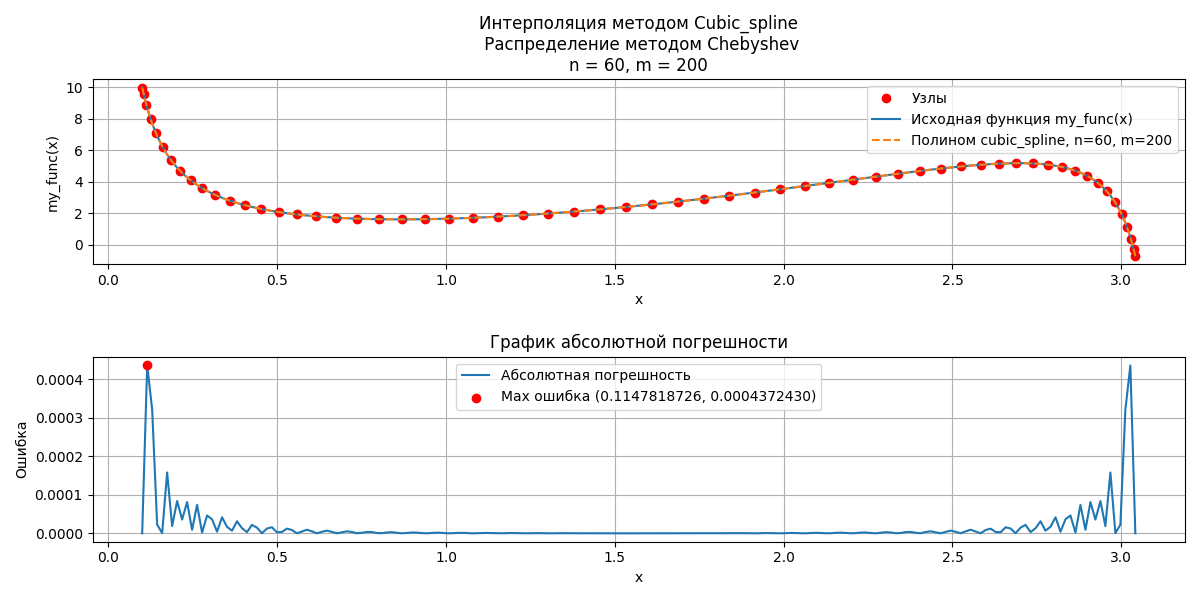 Интерполяция методом Cubic_spline
Распределение методом Chebyshev
n = 60, m = 200
my_func(x)
10
8
6
4
2
0
Узлы
Исходная функция my_func(x)
Полином cubic_spline, n=60, m=200
0.0 0.5 1.0 1.5 2.0 2.5 3.0
x
График абсолютной погрешности
Ошибка
0.0004
0.0003
0.0002
0.0001
0.0000
Абсолютная погрешность
Max ошибка (0.1147818726, 0.0004372430)
0.0 0.5 1.0 1.5 2.0 2.5 3.0
x